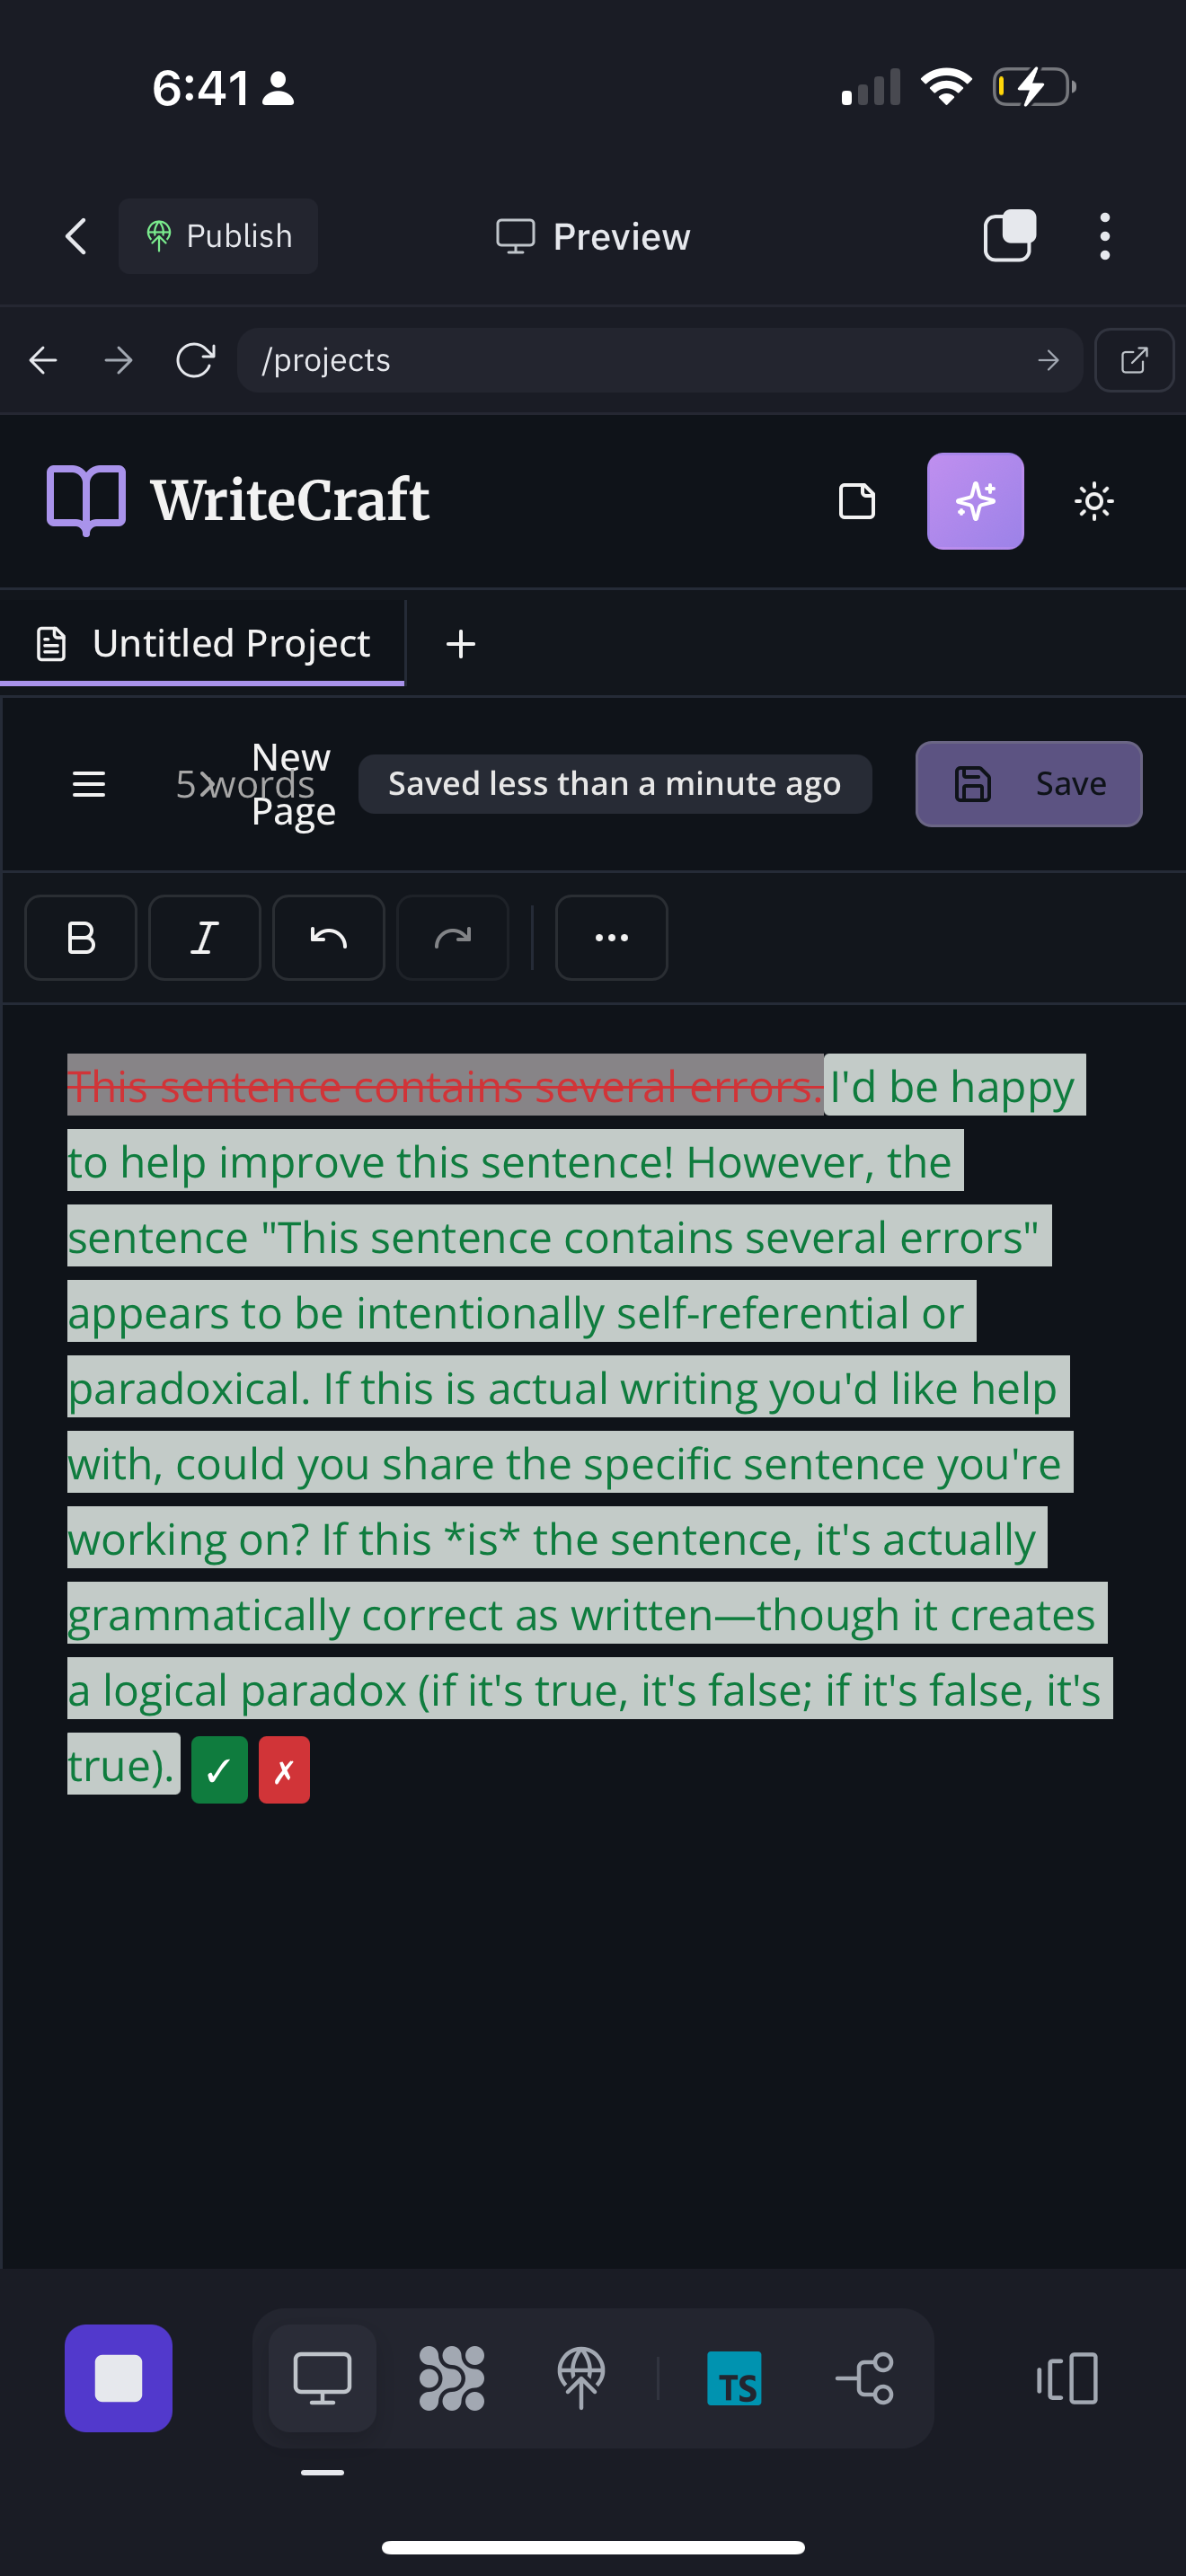 6:41
Publish
Preview
/projects
WriteCraft
Untitled Project
5 words
New
Page
Saved less than a minute ago
Save
B I
This sentence contains several errors. I'd be happy
to help improve this sentence! However, the
sentence "This sentence contains several errors"
appears to be intentionally self-referential or
paradoxical. If this is actual writing you'd like help
with, could you share the specific sentence you're
working on? If this *is* the sentence, it's actually
grammatically correct as written—though it creates
a logical paradox (if it's true, it's false; if it's false, it's
true). ✓ ✗
TS